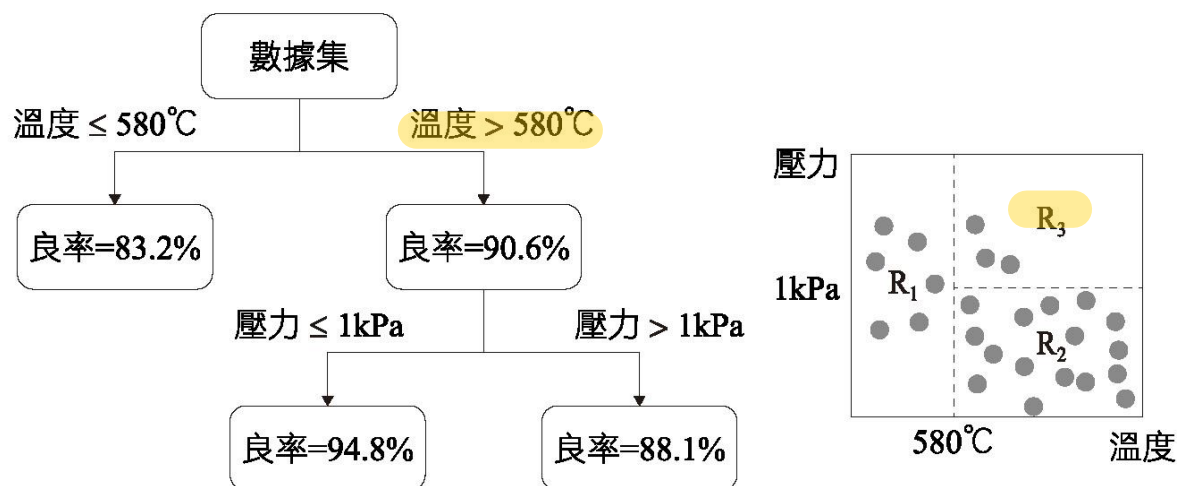 數據集
溫度 ≤ 580℃
溫度 > 580℃
良率=83.2%
良率=90.6%
壓力 ≤ 1kPa
壓力 > 1kPa
良率=94.8%
良率=88.1%
壓力
R₃
1kPa
R₁
R₂
580℃
溫度